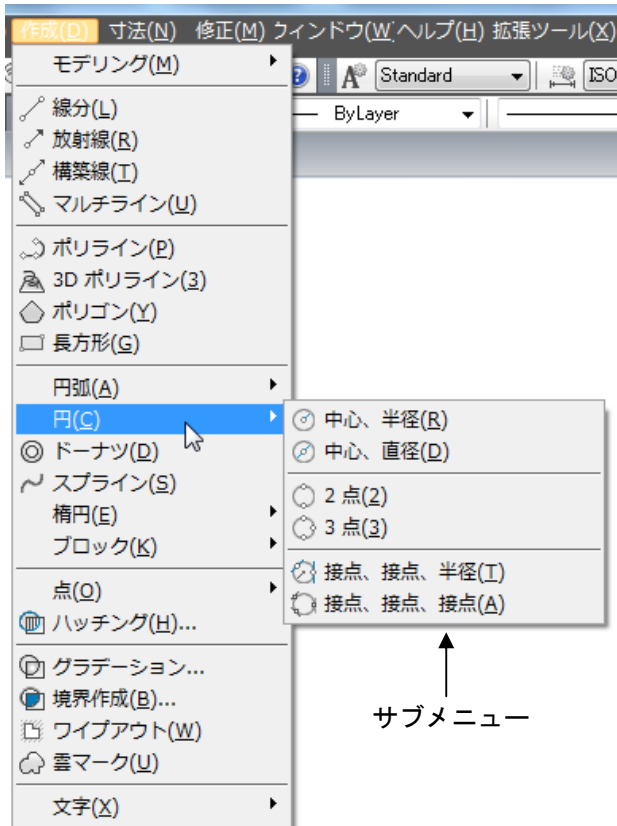 作成(D) 寸法(N) 修正(M) ウィンドウ(W) ヘルプ(H) 拡張ツール(X)
モデリング(M)
Standard
ISO
線分(L)
ByLayer
放射線(R)
構築線(T)
マルチライン(U)
ポリライン(P)
3D ポリライン(3)
ポリゴン(Y)
長方形(G)
円弧(A)
円(C)
ドーナツ(D)
スプライン(S)
楕円(E)
ブロック(K)
点(O)
ハッチング(H)...
グラデーション...
境界作成(B)...
ワイプアウト(W)
雲マーク(U)
文字(X)
中心、半径(R)
中心、直径(D)
2 点(2)
3 点(3)
接点、接点、半径(T)
接点、接点、接点(A)
サブメニュー